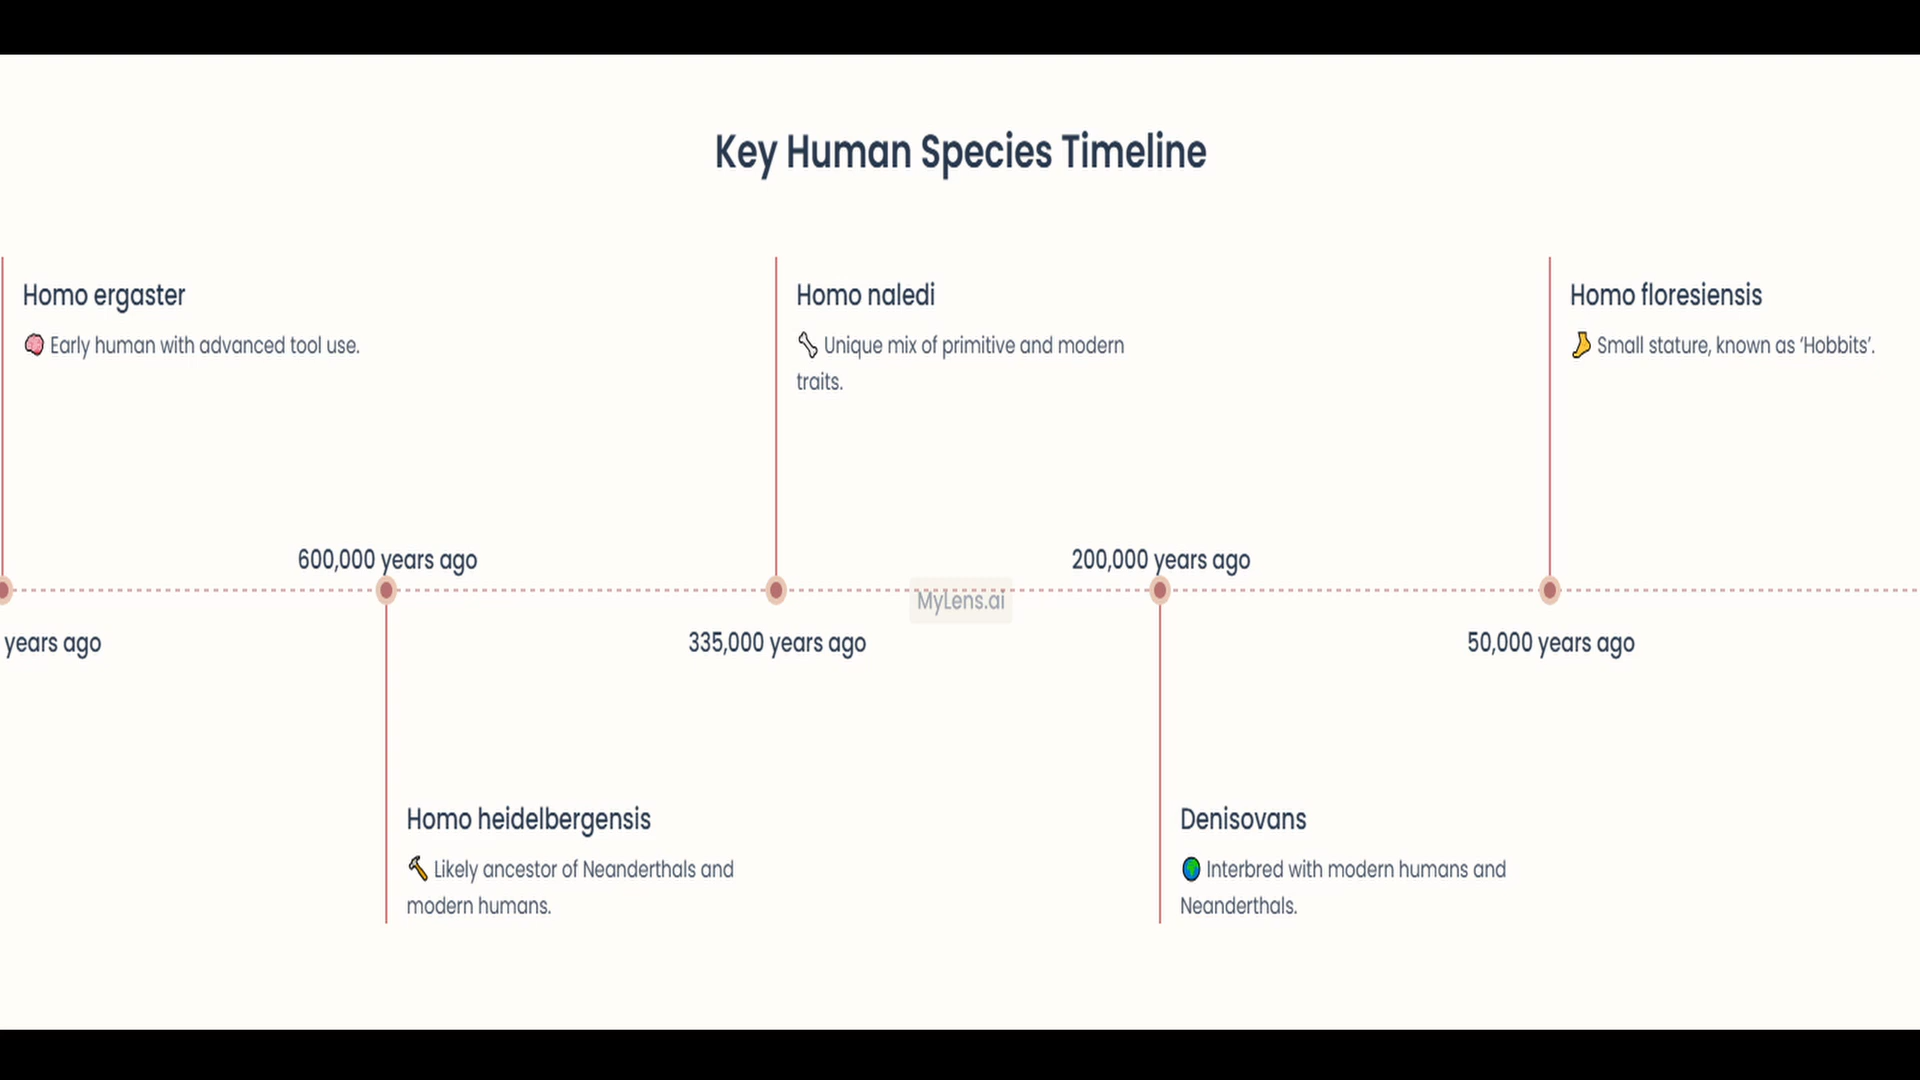 Key Human Species Timeline
Homo ergaster
Early human with advanced tool use.
Homo naledi
Unique mix of primitive and modern
traits.
Homo floresiensis
Small stature, known as ‘Hobbits’.
600,000 years ago
200,000 years ago
MyLens.ai
years ago
335,000 years ago
50,000 years ago
Homo heidelbergensis
Likely ancestor of Neanderthals and
modern humans.
Denisovans
Interbred with modern humans and
Neanderthals.